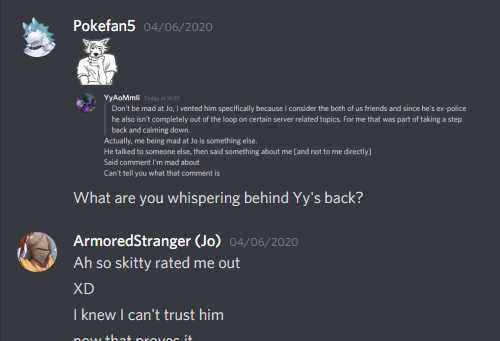 Pokefan5 04/06/2020
YyAoMmIi Today at 16:37
Don't be mad at Jo, I vented him specifically because I consider the both of us friends and since he's ex-police
he also isn't completely out of the loop on certain server related topics. For me that was part of taking a step
back and calming down.
Actually, me being mad at Jo is something else.
He talked to someone else, then said something about me [and not to me directly]
Said comment I'm mad about
Can't tell you what that comment is
What are you whispering behind Yy's back?
ArmoredStranger (Jo) 04/06/2020
Ah so skitty rated me out
XD
I knew I can't trust him
now that proves it